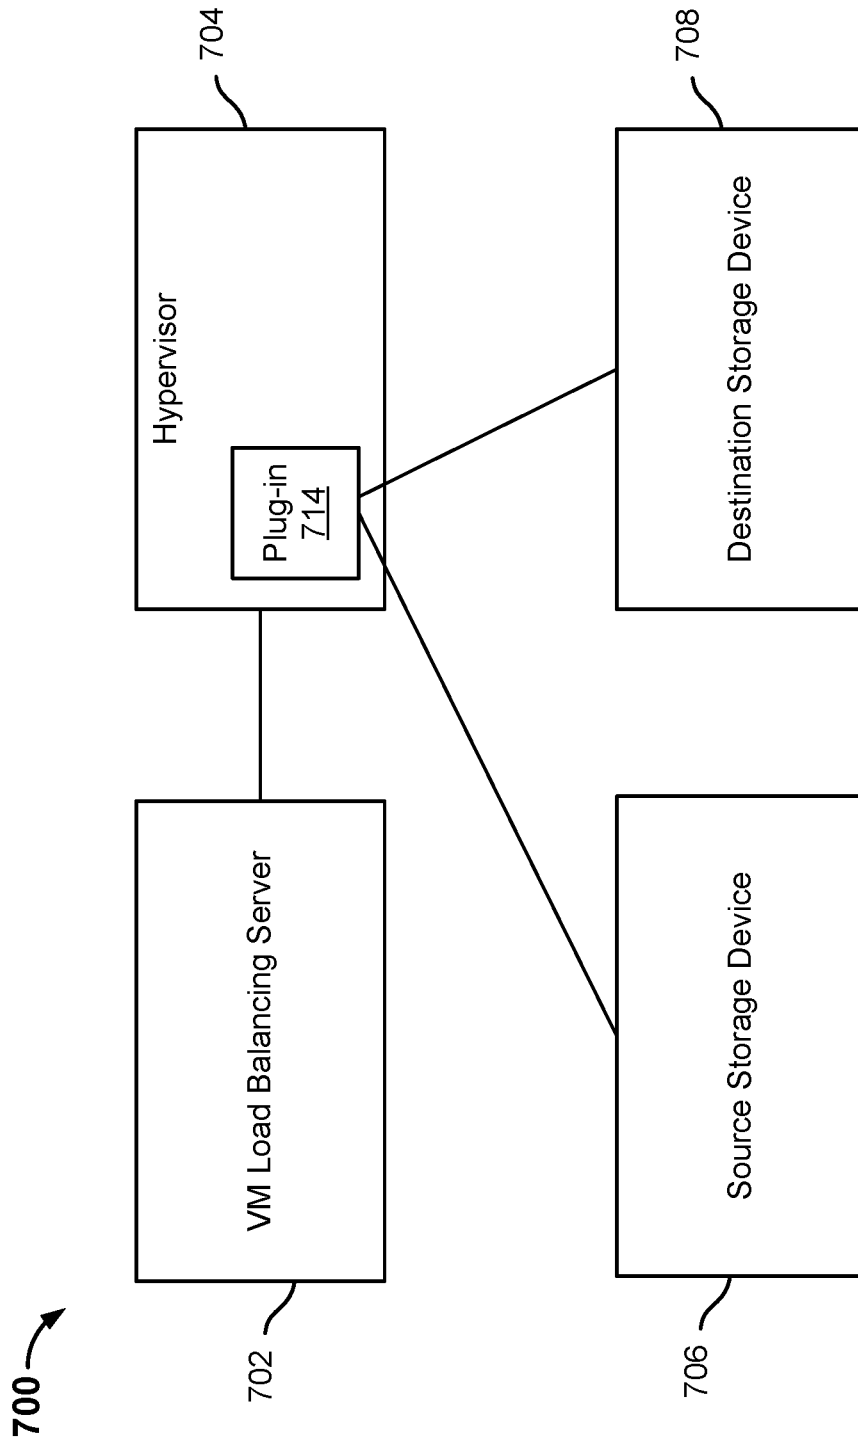 700
VM Load Balancing Server
702
Hypervisor
Plug-in
714
704
Source Storage Device
706
Destination Storage Device
708